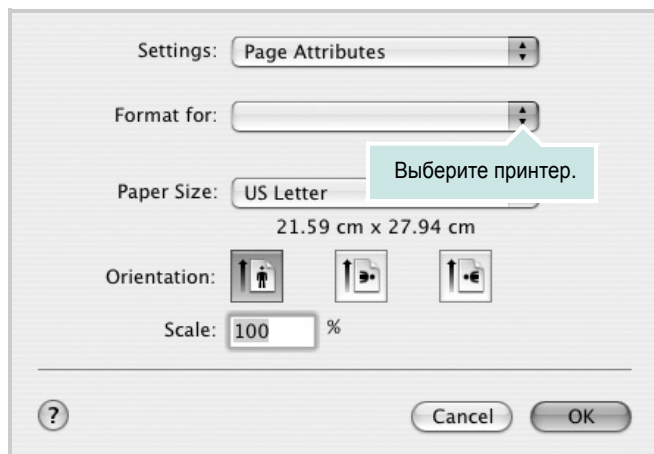 Settings: Page Attributes
Format for:
Выберите принтер.
Paper Size: US Letter
21.59 cm x 27.94 cm
Orientation:
Scale: 100 %
? Cancel OK